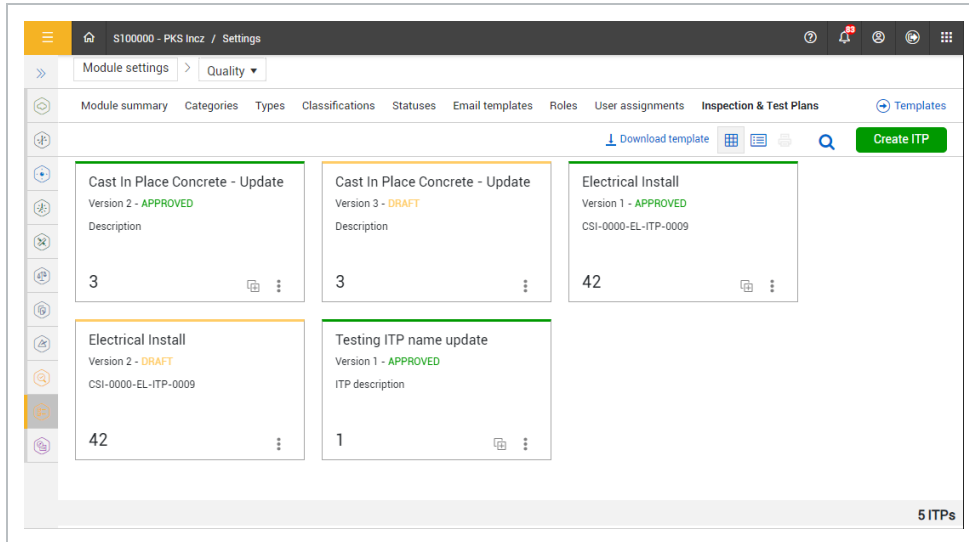 S100000 - PKS Incz / Settings
83
Module settings > Quality
Module summary Categories Types Classifications Statuses Email templates Roles User assignments Inspection & Test Plans Templates
Download template Create ITP
Cast In Place Concrete - Update
Version 2 - APPROVED
Description
3
Cast In Place Concrete - Update
Version 3 - DRAFT
Description
3
Electrical Install
Version 1 - APPROVED
CSI-0000-EL-ITP-0009
42
Electrical Install
Version 2 - DRAFT
CSI-0000-EL-ITP-0009
42
Testing ITP name update
Version 1 - APPROVED
ITP description
1
5 ITPs